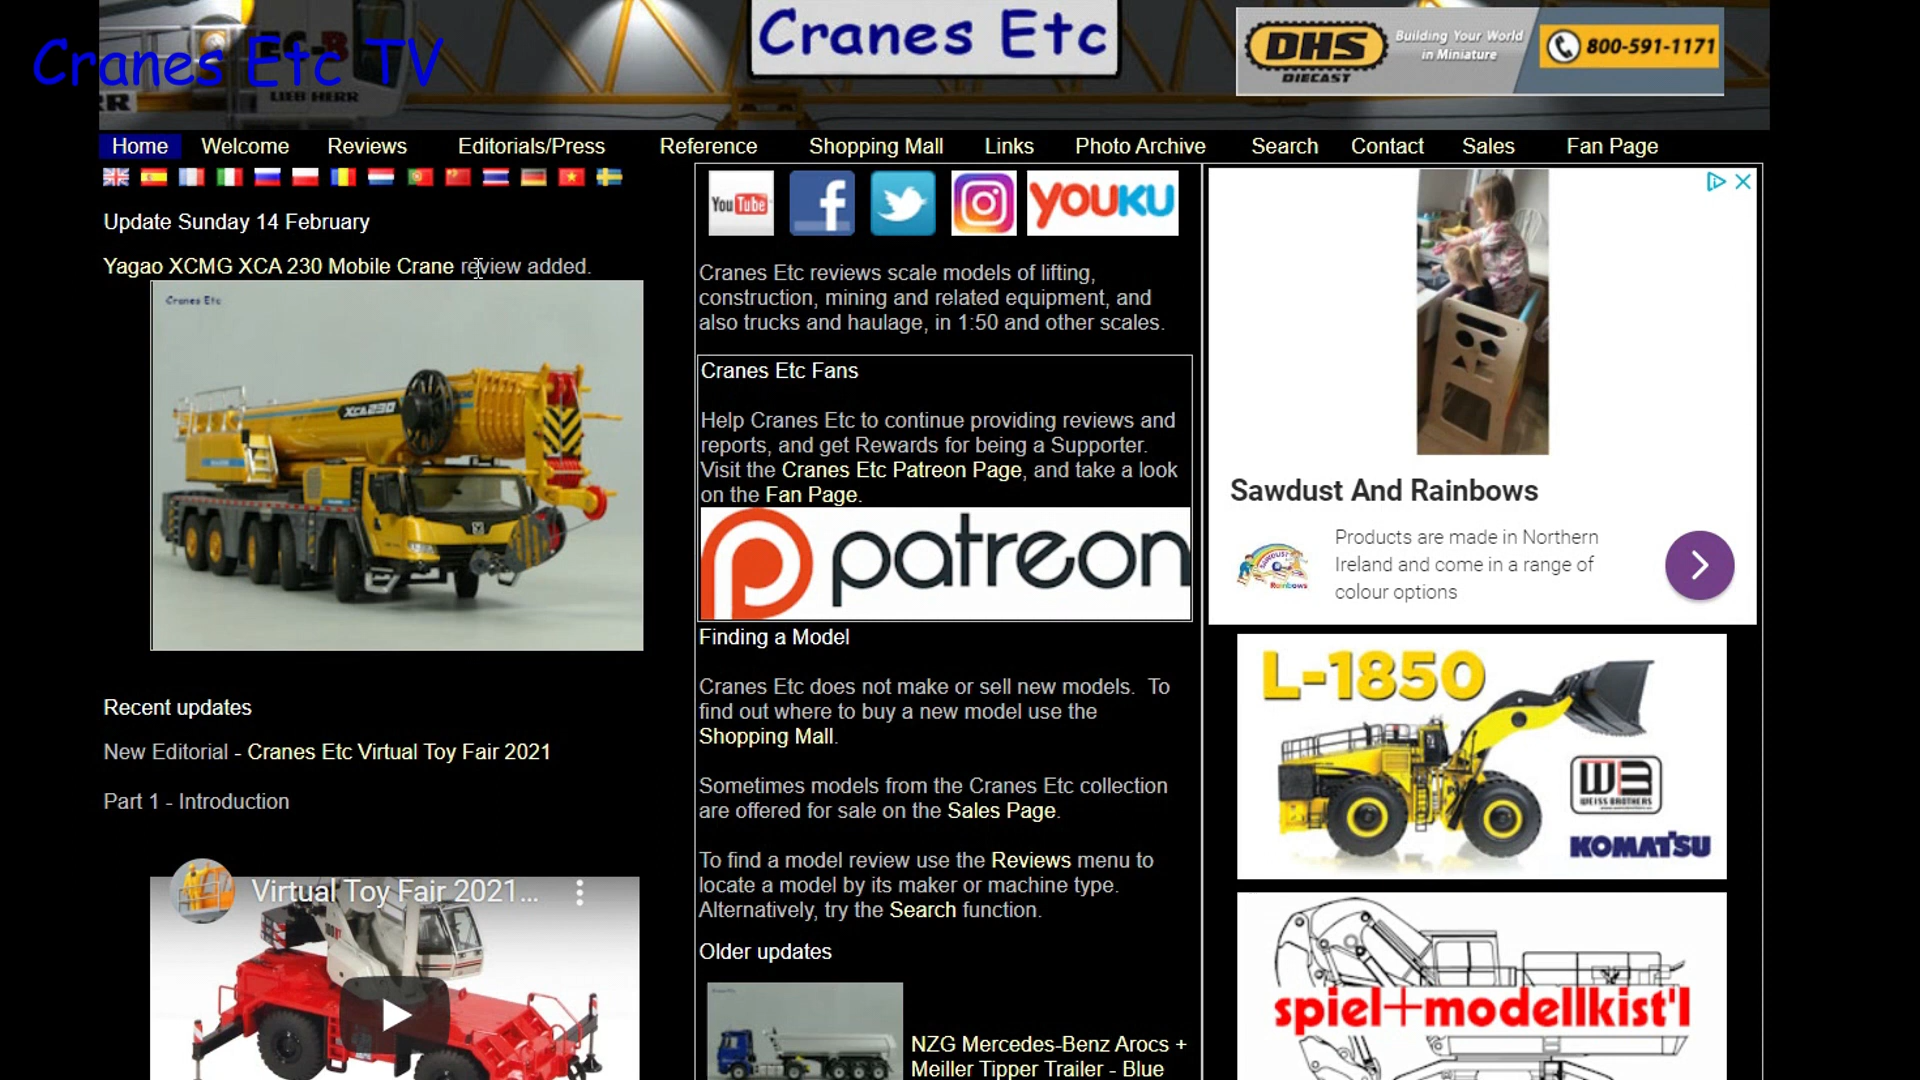 Cranes Etc TV
EC-B
LIEBHERR
Cranes Etc
DHS
DIECAST
Building Your World
in Miniature
800-591-1171
Home
Welcome
Reviews
Editorials/Press
Reference
Shopping Mall
Links
Photo Archive
Search
Contact
Sales
Fan Page
Update Sunday 14 February
Yagao XCMG XCA 230 Mobile Crane review added.
Cranes Etc
XCA230
Recent updates
New Editorial - Cranes Etc Virtual Toy Fair 2021
Part 1 - Introduction
Virtual Toy Fair 2021...
You Tube
YOUKU
Cranes Etc reviews scale models of lifting,
construction, mining and related equipment, and
also trucks and haulage, in 1:50 and other scales.
Cranes Etc Fans
Help Cranes Etc to continue providing reviews and
reports, and get Rewards for being a Supporter.
Visit the Cranes Etc Patreon Page, and take a look
on the Fan Page.
patreon
Finding a Model
Cranes Etc does not make or sell new models. To
find out where to buy a new model use the
Shopping Mall.
Sometimes models from the Cranes Etc collection
are offered for sale on the Sales Page.
To find a model review use the Reviews menu to
locate a model by its maker or machine type.
Alternatively, try the Search function.
Older updates
NZG Mercedes-Benz Arocs +
Meiller Tipper Trailer - Blue
Sawdust And Rainbows
Products are made in Northern
Ireland and come in a range of
colour options
L-1850
WB
WEISS BROTHERS
KOMATSU
spiel+modellkist'l